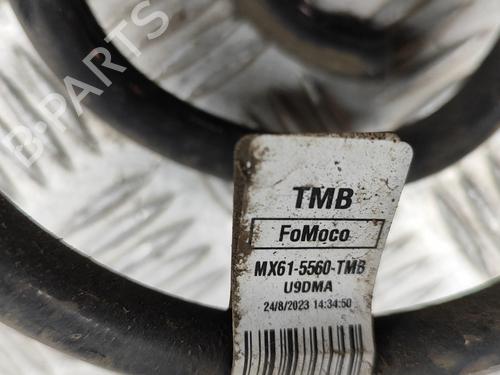 B-PARTS
TMB
FoMoco
MX61-5560-TMB
U9DMA
24/8/2023 14:34:50